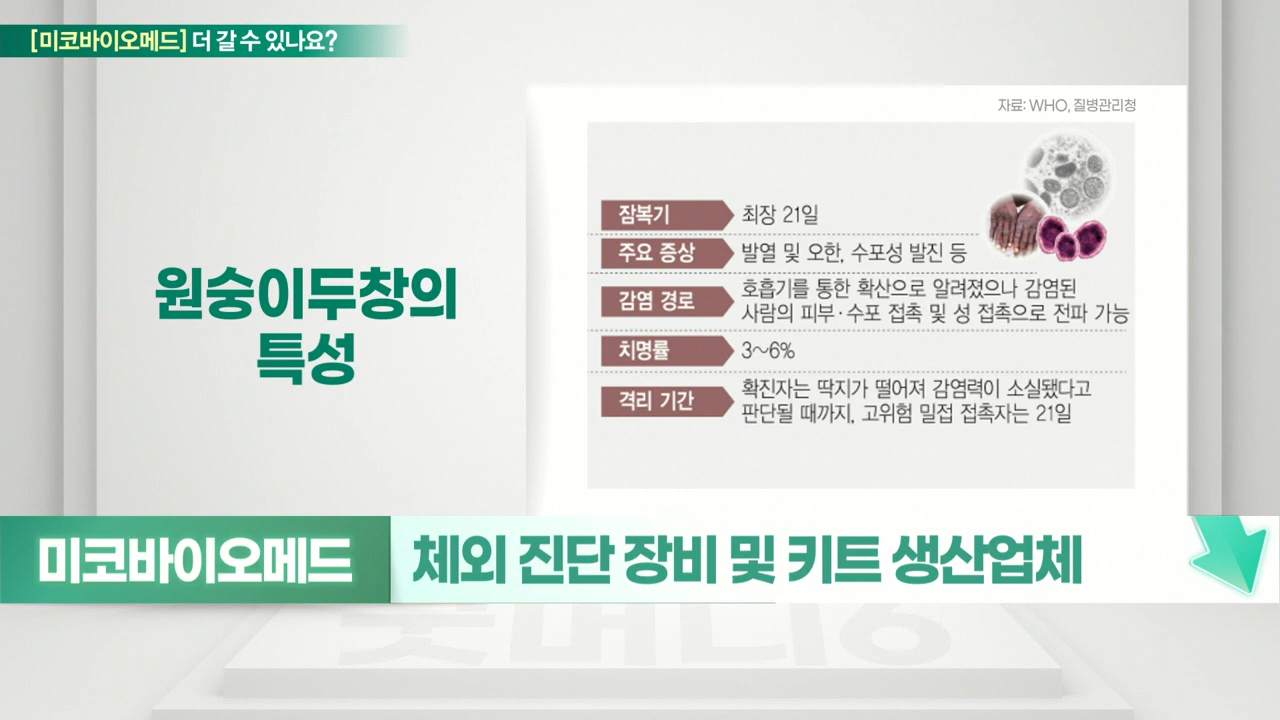 [미코바이오메드] 더 갈 수 있나요?
자료: WHO, 질병관리청
원숭이두창의
특성
잠복기 최장 21일
주요 증상 발열 및 오한, 수포성 발진 등
감염 경로 호흡기를 통한 확산으로 알려졌으나 감염된
사람의 피부·수포 접촉 및 성 접촉으로 전파 가능
치명률 3~6%
격리 기간 확진자는 딱지가 떨어져 감염력이 소실됐다고
판단될 때까지, 고위험 밀접 접촉자는 21일
미코바이오메드 체외 진단 장비 및 키트 생산업체